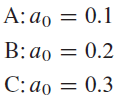 A: a₀ = 0.1
B: a₀ = 0.2
C: a₀ = 0.3